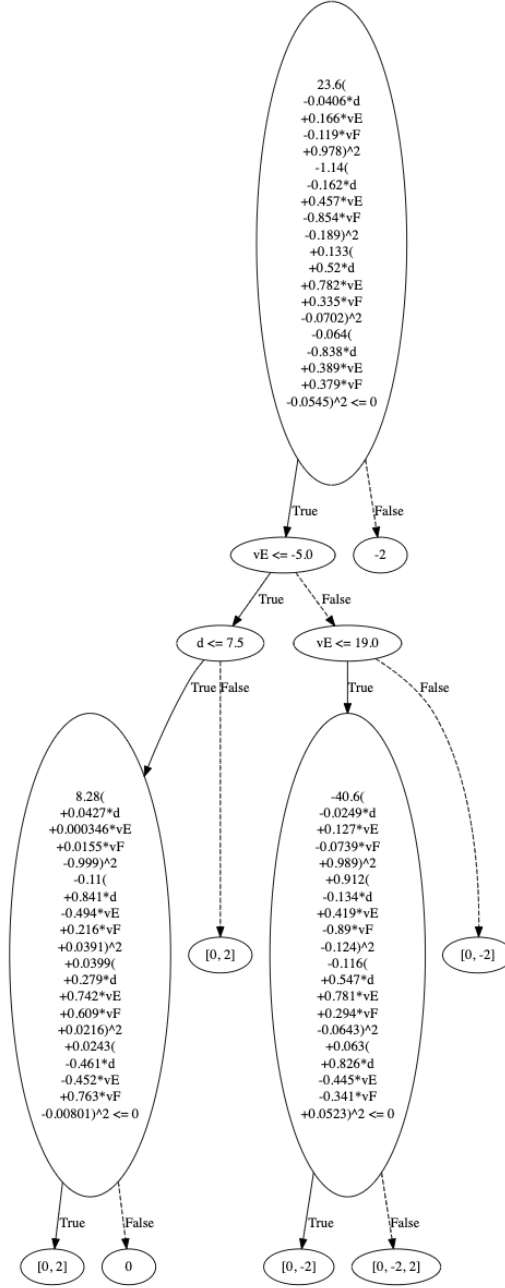 23.6(
-0.0406*d
+0.166*vE
-0.119*vF
+0.978)^2
-1.14(
-0.162*d
+0.457*vE
-0.854*vF
-0.189)^2
+0.133(
+0.52*d
+0.782*vE
+0.335*vF
-0.0702)^2
-0.064(
-0.838*d
+0.389*vE
+0.379*vF
-0.0545)^2 <= 0
True
False
vE <= -5.0
-2
True
False
d <= 7.5
vE <= 19.0
True
False
True
False
8.28(
+0.0427*d
+0.000346*vE
+0.0155*vF
-0.999)^2
-0.11(
+0.841*d
-0.494*vE
+0.216*vF
+0.0391)^2
+0.0399(
+0.279*d
+0.742*vE
+0.609*vF
+0.0216)^2
+0.0243(
-0.461*d
-0.452*vE
+0.763*vF
-0.00801)^2 <= 0
[0, 2]
-40.6(
-0.0249*d
+0.127*vE
-0.0739*vF
+0.989)^2
+0.912(
-0.134*d
+0.419*vE
-0.89*vF
-0.124)^2
-0.116(
+0.547*d
+0.781*vE
+0.294*vF
-0.0643)^2
+0.063(
+0.826*d
-0.445*vE
-0.341*vF
+0.0523)^2 <= 0
[0, -2]
True
False
True
False
[0, 2]
0
[0, -2]
[0, -2, 2]